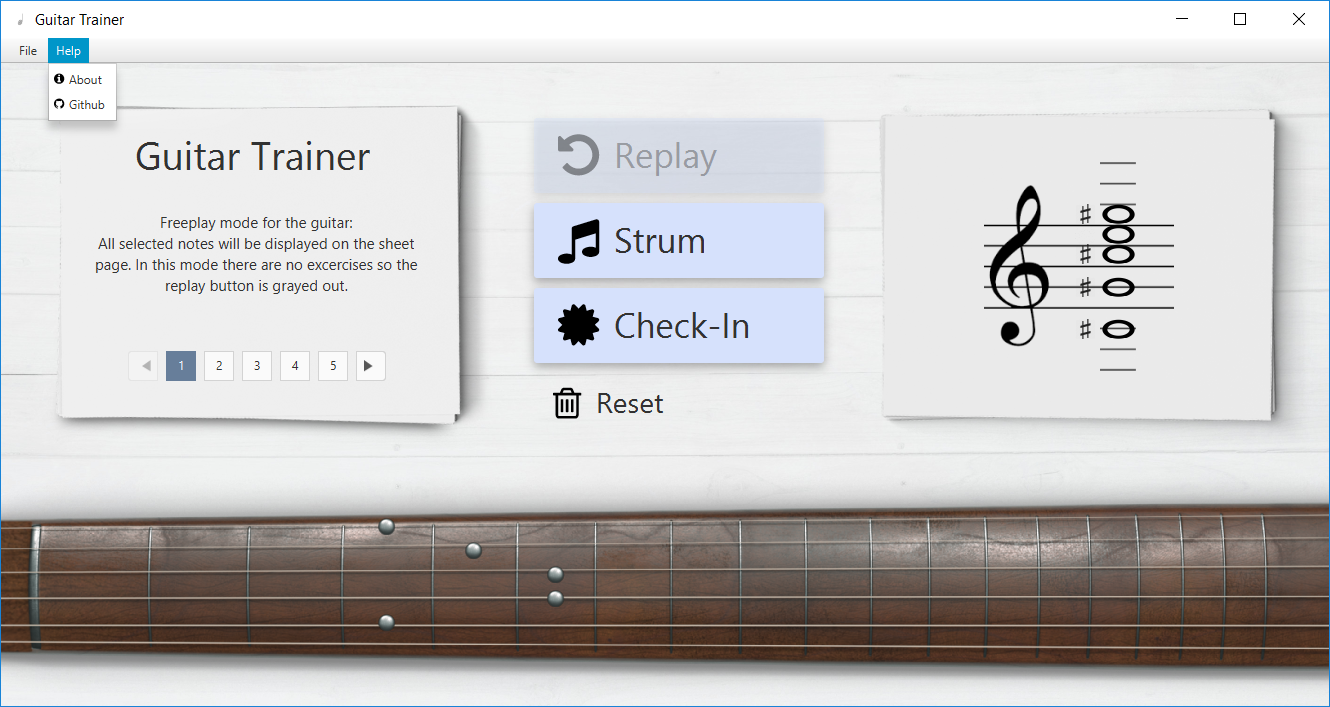 Guitar Trainer
File Help
About
Github
Guitar Trainer
Freeplay mode for the guitar:
All selected notes will be displayed on the sheet
page. In this mode there are no excercises so the
replay button is grayed out.
1 2 3 4 5
Replay
Strum
Check-In
Reset